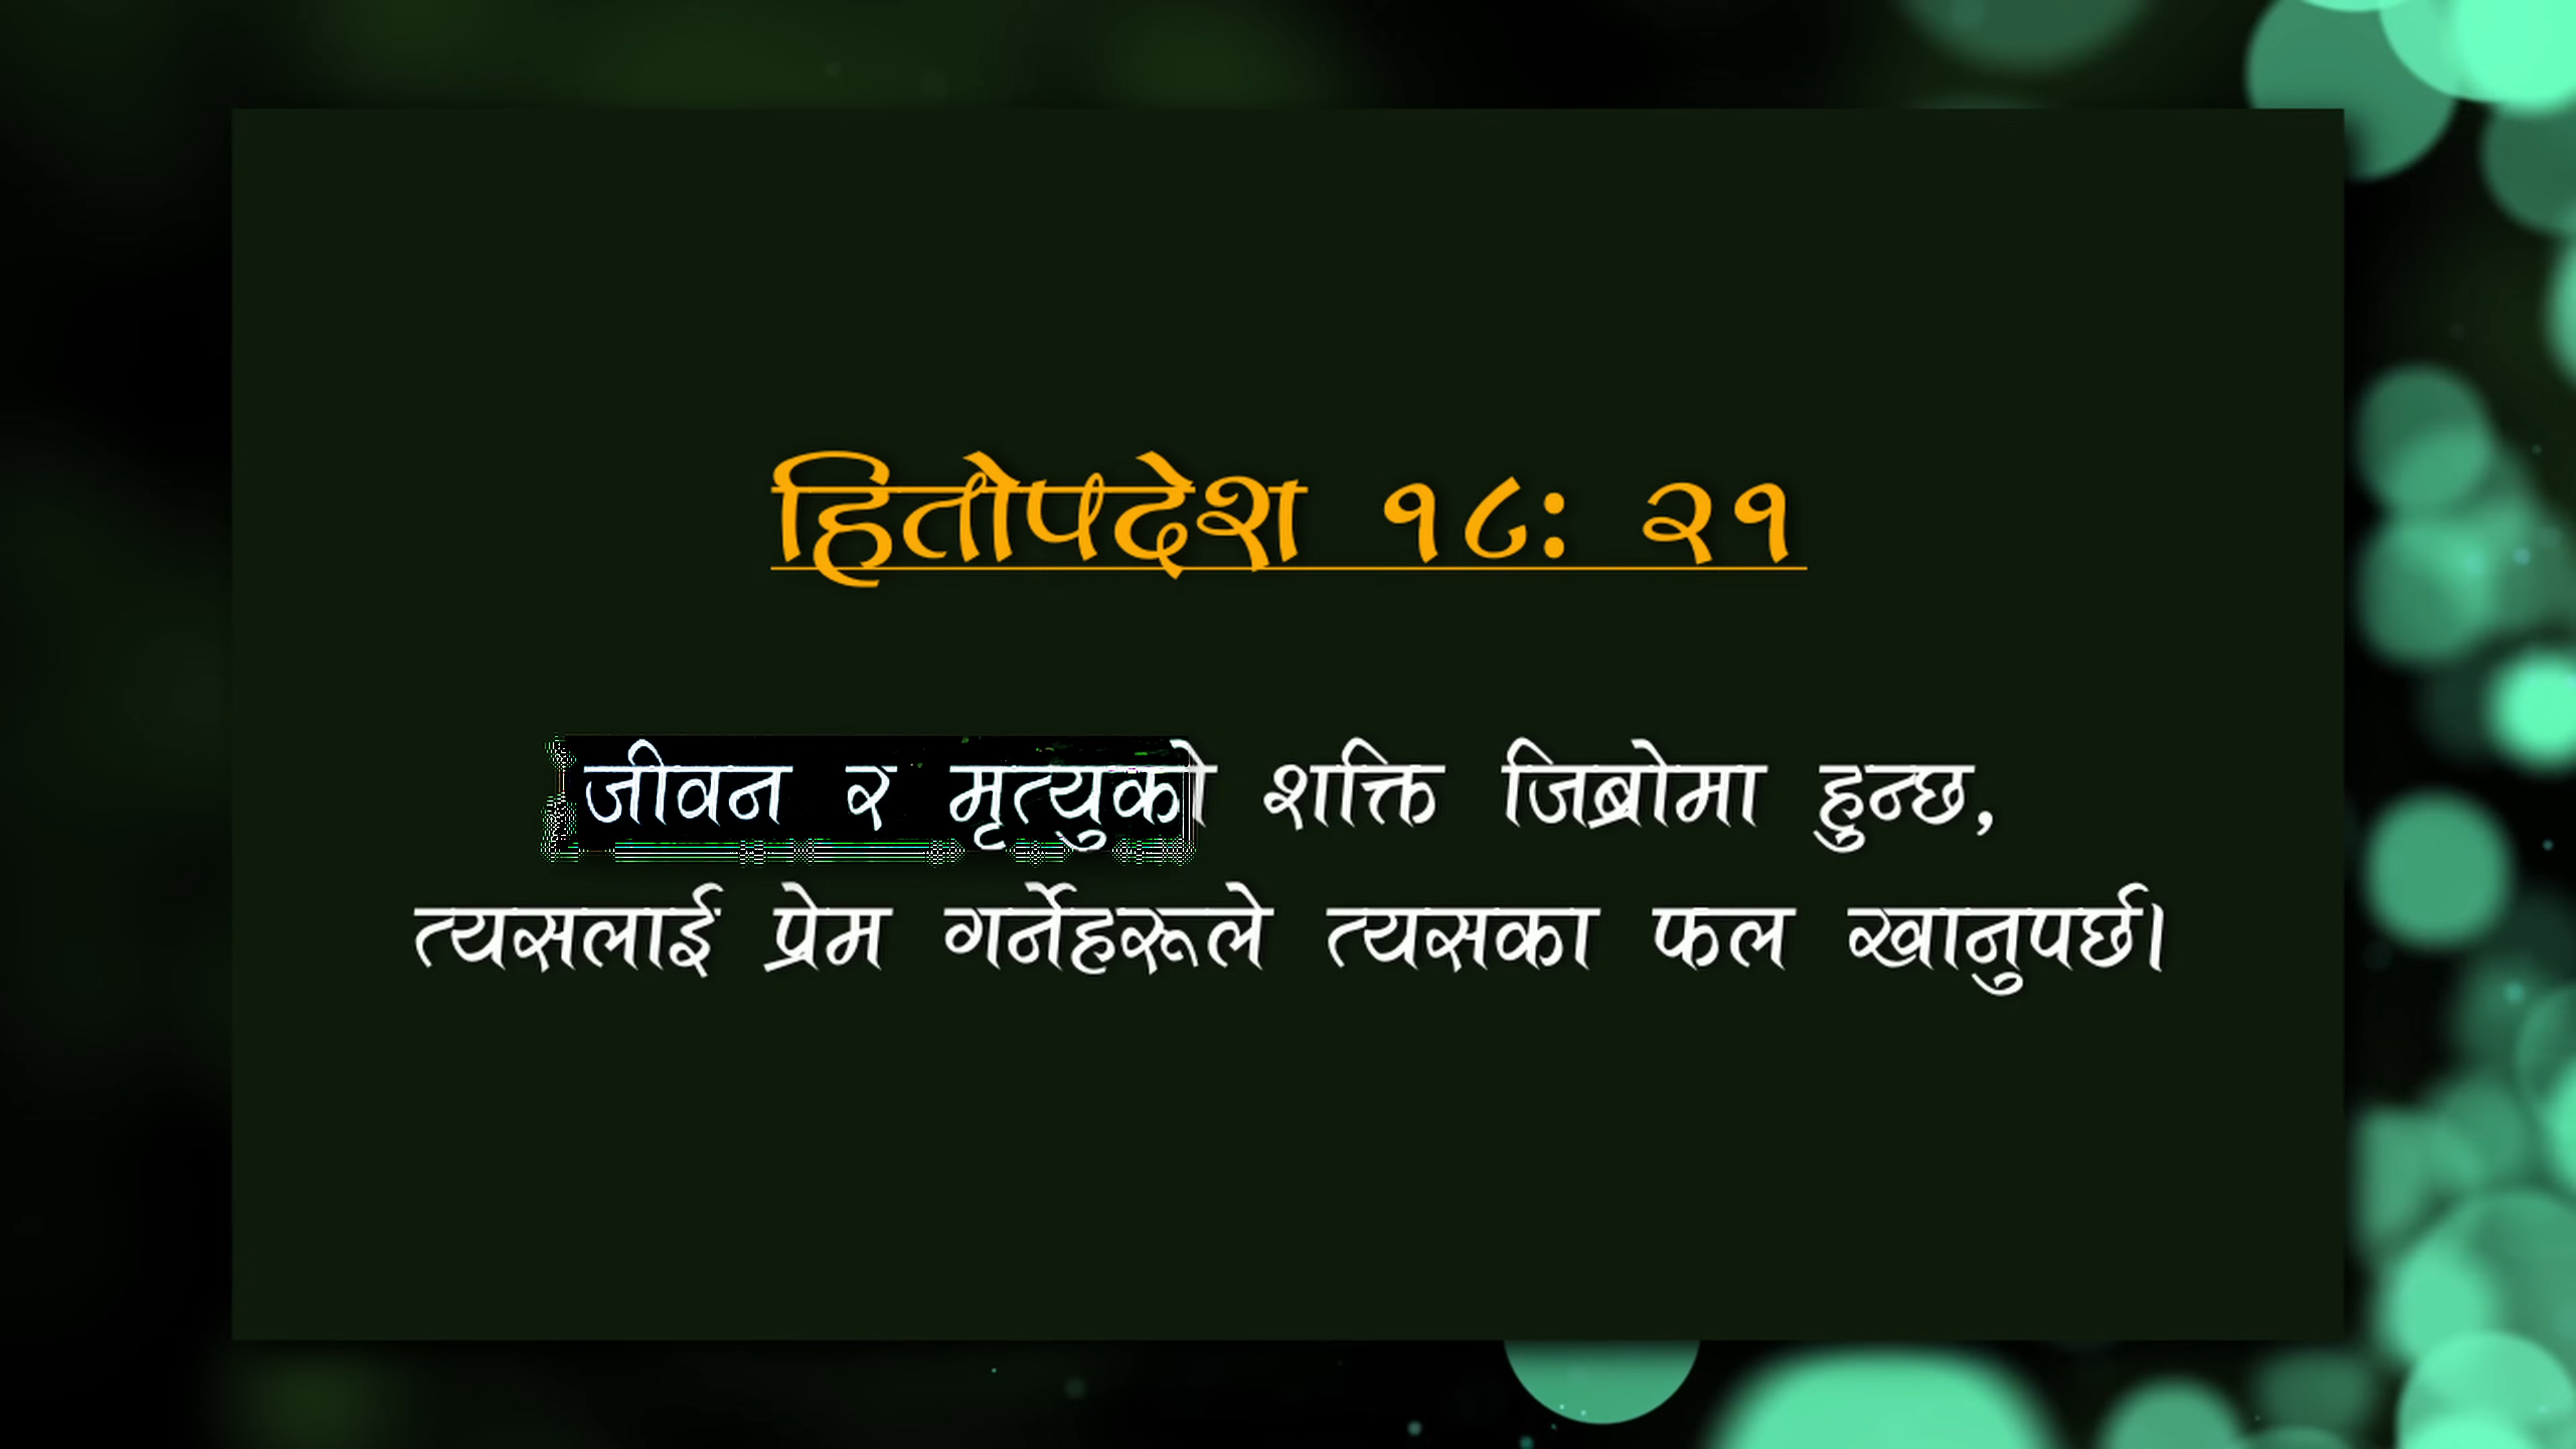 हितोपदेश १८: २१
जीवन र मृत्युको शक्ति जिब्रोमा हुन्छ,
त्यसलाई प्रेम गर्नेहरूले त्यसका फल खानुपर्छ।